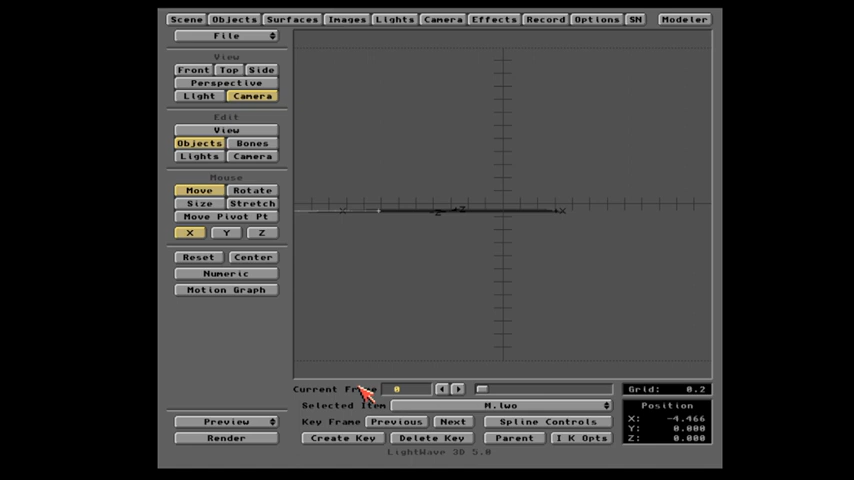 Scene Objects Surfaces Images Lights Camera Effects Record Options SN Modeler
File
View
Front Top Side
Perspective
Light Camera
Edit
View
Objects Bones
Lights Camera
Mouse
Move Rotate
Size Stretch
Move Pivot Pt
X Y Z
Reset Center
Numeric
Motion Graph
X Z Z X
Current Frame 0 Grid: 0.2
Selected Item M.lwo
Position
X: -4.466
Y: 0.000
Z: 0.000
Key Frame Previous Next Spline Controls
Create Key Delete Key Parent I K Opts
Preview
Render
LightWave 3D 5.0